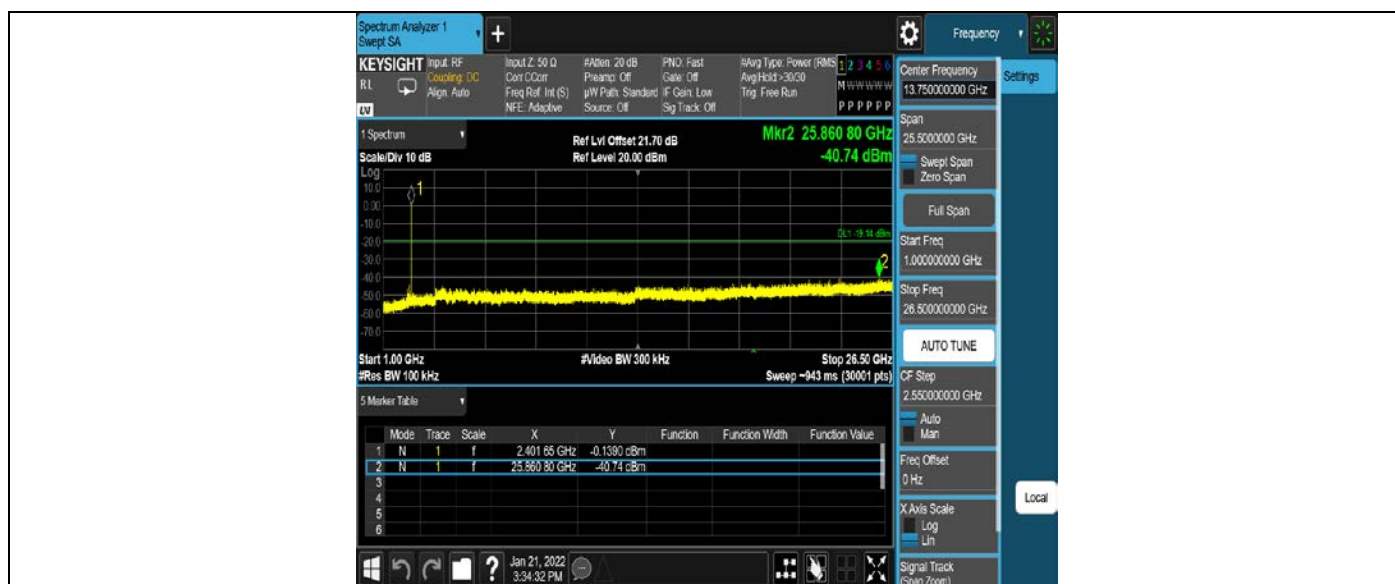 Spectrum Analyzer 1
Swept SA
+
Frequency
KEYSIGHT
RL
LXI
Input: RF
Coupling: DC
Align: Auto
Input Z: 50 Ω
Corr CCorr
Freq Ref: Int (S)
NFE: Adaptive
#Atten: 20 dB
Preamp: Off
µW Path: Standard
Source: Off
PNO: Fast
Gate: Off
IF Gain: Low
Sig Track: Off
#Avg Type: Power (RMS
Avg|Hold:>30/30
Trig: Free Run
1 2 3 4 5 6
M W W W W W
P P P P P P
Center Frequency
13.750000000 GHz
Settings
Span
25.5000000 GHz
Swept Span
Zero Span
Full Span
Start Freq
1.000000000 GHz
Stop Freq
26.500000000 GHz
AUTO TUNE
CF Step
2.550000000 GHz
Auto
Man
Freq Offset
0 Hz
X Axis Scale
Log
Lin
Signal Track
(Span Zoom)
Local
1 Spectrum
Scale/Div 10 dB
Ref Lvl Offset 21.70 dB
Ref Level 20.00 dBm
Mkr2 25.860 80 GHz
-40.74 dBm
Log
10.0
0.00
-10.0
-20.0
-30.0
-40.0
-50.0
-60.0
-70.0
1
DL1 -19.14 dBm
2
Start 1.00 GHz
#Video BW 300 kHz
Stop 26.50 GHz
#Res BW 100 kHz
Sweep ~943 ms (30001 pts)
5 Marker Table
Mode Trace Scale X Y Function Function Width Function Value
1 N 1 f 2.401 65 GHz -0.1390 dBm
2 N 1 f 25.860 80 GHz -40.74 dBm
3
4
5
6
?
Jan 21, 2022
3:34:32 PM